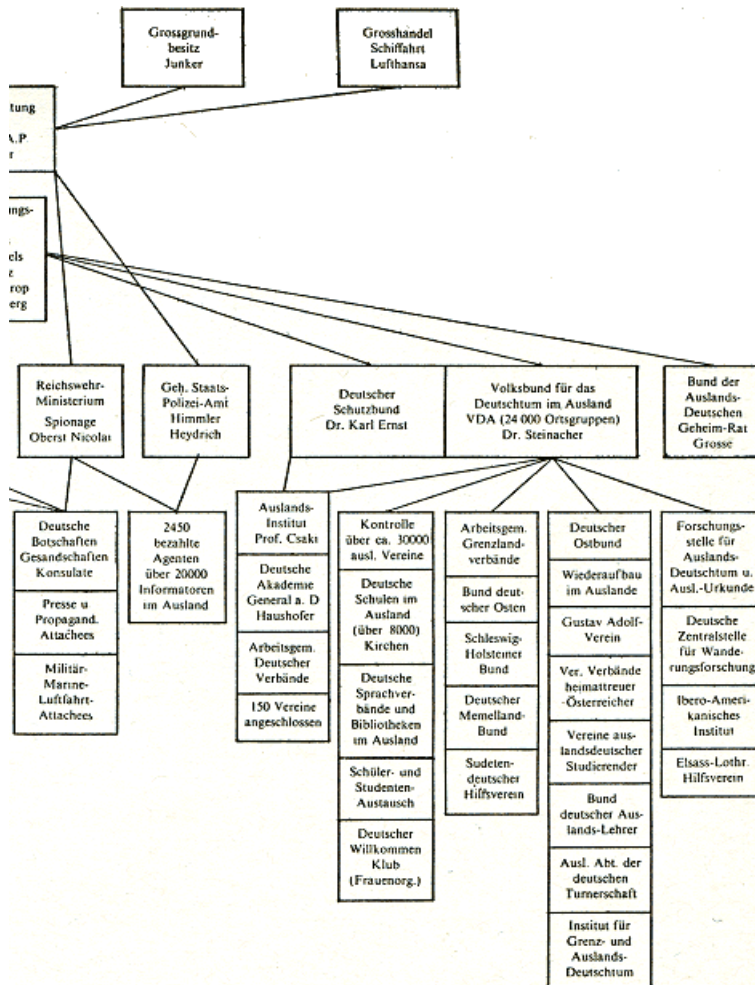 Grossgrund-
besitz
Junker
Grosshandel
Schiffahrt
Lufthansa
tung
A.P.
r
ungs-
s
els
z
rop
erg
Reichswehr-
Ministerium
Spionage
Oberst Nicolai
Geh. Staats-
Polizei-Amt
Himmler
Heydrich
Deutscher
Schutzbund
Dr. Karl Ernst
Volksbund für das
Deutschtum im Ausland
VDA (24 000 Ortsgruppen)
Dr. Steinacher
Bund der
Auslands-
Deutschen
Geheim-Rat
Grosse
Deutsche
Botschaften
Gesandschaften
Konsulate
Presse u
Propagand.
Attachees
Militär-
Marine-
Luftfahrt-
Attachees
2450
bezahlte
Agenten
über 20000
Informatoren
im Ausland
Auslands-
Institut
Prof. Csaki
Deutsche
Akademie
General a. D
Haushofer
Arbeitsgem.
Deutscher
Verbände
150 Vereine
angeschlossen
Kontrolle
über ca. 30000
ausl. Vereine
Deutsche
Schulen im
Ausland
(über 8000)
Kirchen
Deutsche
Sprachver-
bände und
Bibliotheken
im Ausland
Schüler- und
Studenten-
Austausch
Deutscher
Willkommen
Klub
(Frauenorg.)
Arbeitsgem.
Grenzland-
verbände
Bund deut-
scher Osten
Schleswig-
Holsteiner
Bund
Deutscher
Memelland-
Bund
Sudeten-
deutscher
Hilfsverein
Deutscher
Ostbund
Wiederaufbau
im Auslande
Gustav Adolf-
Verein
Ver. Verbände
heimattreuer
-Österreicher
Vereine aus-
landsdeutscher
Studierender
Bund
deutscher Aus-
lands-Lehrer
Ausl. Abt. der
deutschen
Turnerschaft
Institut für
Grenz- und
Auslands-
Deutschtum
Forschungs-
stelle für
Auslands-
Deutschtum u.
Ausl.-Urkunde
Deutsche
Zentralstelle
für Wande-
rungsforschung
Ibero-Ameri-
kanisches
Institut
Elsass-Lothr.
Hilfsverein